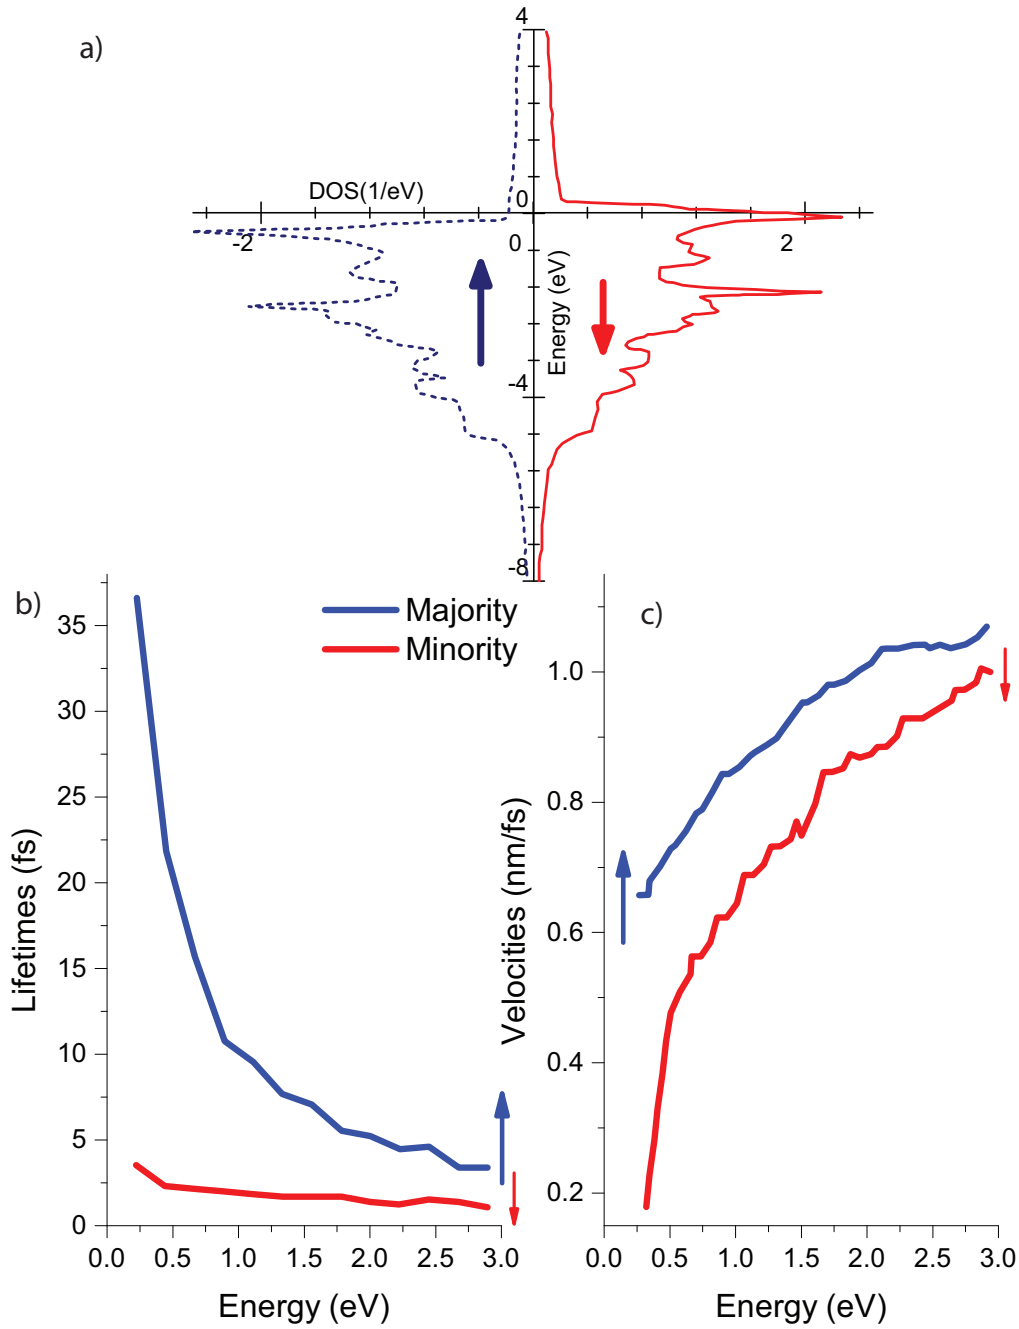 a)
4
DOS(1/eV)
0
-2
0
2
Energy (eV)
-4
-8
b)
Majority
Minority
35
30
25
20
15
10
5
0
Lifetimes (fs)
0.0 0.5 1.0 1.5 2.0 2.5 3.0
Energy (eV)
c)
1.0
0.8
0.6
0.4
0.2
Velocities (nm/fs)
0.0 0.5 1.0 1.5 2.0 2.5 3.0
Energy (eV)